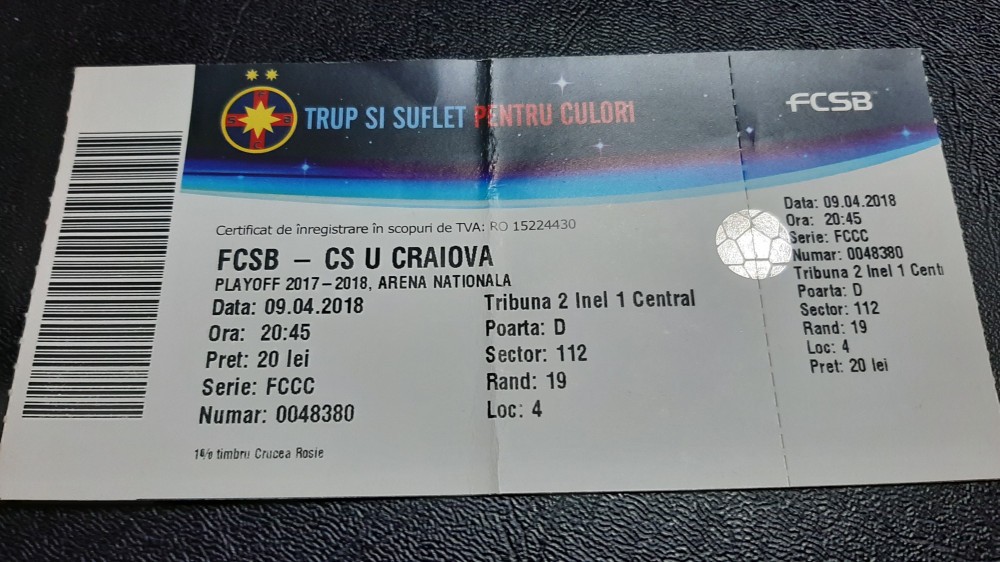 TRUP SI SUFLET PENTRU CULORI
Certificat de înregistrare în scopuri de TVA: RO 15224430
FCSB – CS U CRAIOVA
PLAYOFF 2017-2018, ARENA NATIONALA
Data: 09.04.2018
Ora: 20:45
Pret: 20 lei
Serie: FCCC
Numar: 0048380
Tribuna 2 Inel 1 Central
Poarta: D
Sector: 112
Rand: 19
Loc: 4
1% timbru Crucea Rosie
FCSB
Data: 09.04.2018
Ora: 20:45
Serie: FCCC
Numar: 0048380
Tribuna 2 Inel 1 Centr
Poarta: D
Sector: 112
Rand: 19
Loc: 4
Pret: 20 lei